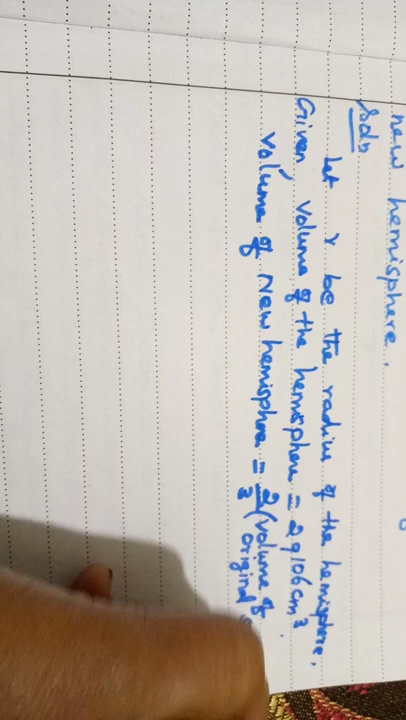 new hemisphere.
Soln
Let r be the radius of the hemisphere.
Given, volume of the hemisphere = 29106 cm³
volume of New hemisphere = 2/3 (volume of
original